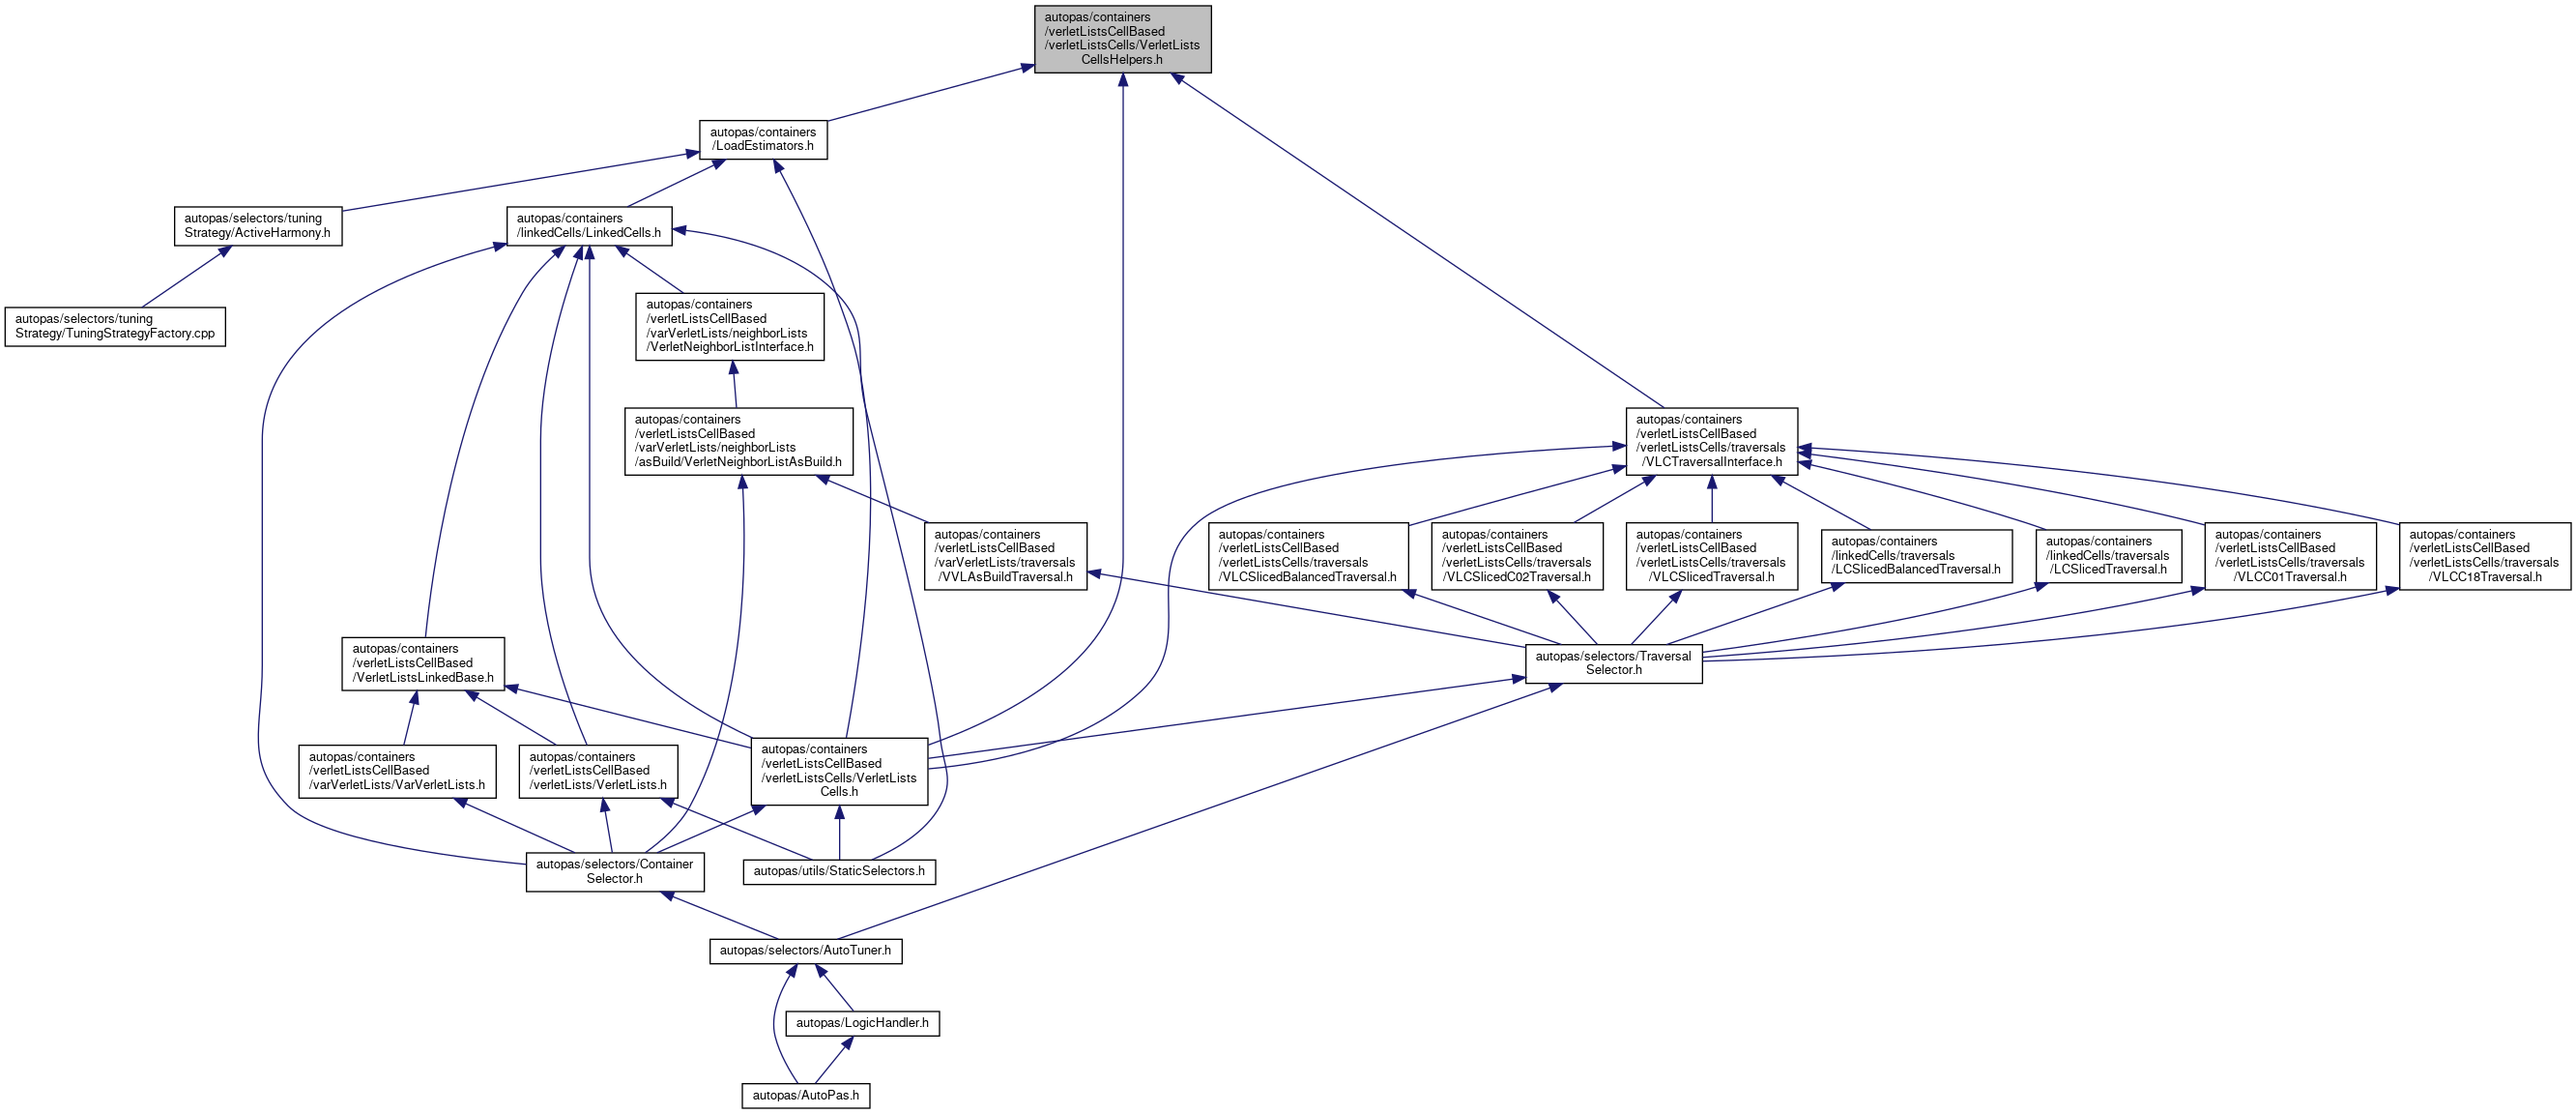 autopas/containers
/verletListsCellBased
/verletListsCells/VerletLists
CellsHelpers.h
autopas/containers
/LoadEstimators.h
autopas/selectors/tuning
Strategy/ActiveHarmony.h
autopas/containers
/linkedCells/LinkedCells.h
autopas/selectors/tuning
Strategy/TuningStrategyFactory.cpp
autopas/containers
/verletListsCellBased
/varVerletLists/neighborLists
/VerletNeighborListInterface.h
autopas/containers
/verletListsCellBased
/varVerletLists/neighborLists
/asBuild/VerletNeighborListAsBuild.h
autopas/containers
/verletListsCellBased
/verletListsCells/traversals
/VLCTraversalInterface.h
autopas/containers
/verletListsCellBased
/varVerletLists/traversals
/VVLAsBuildTraversal.h
autopas/containers
/verletListsCellBased
/verletListsCells/traversals
/VLCSlicedBalancedTraversal.h
autopas/containers
/verletListsCellBased
/verletListsCells/traversals
/VLCSlicedC02Traversal.h
autopas/containers
/verletListsCellBased
/verletListsCells/traversals
/VLCSlicedTraversal.h
autopas/containers
/linkedCells/traversals
/LCSlicedBalancedTraversal.h
autopas/containers
/linkedCells/traversals
/LCSlicedTraversal.h
autopas/containers
/verletListsCellBased
/verletListsCells/traversals
/VLCC01Traversal.h
autopas/containers
/verletListsCellBased
/verletListsCells/traversals
/VLCC18Traversal.h
autopas/containers
/verletListsCellBased
/VerletListsLinkedBase.h
autopas/selectors/Traversal
Selector.h
autopas/containers
/verletListsCellBased
/varVerletLists/VarVerletLists.h
autopas/containers
/verletListsCellBased
/verletLists/VerletLists.h
autopas/containers
/verletListsCellBased
/verletListsCells/VerletLists
Cells.h
autopas/selectors/Container
Selector.h
autopas/utils/StaticSelectors.h
autopas/selectors/AutoTuner.h
autopas/LogicHandler.h
autopas/AutoPas.h